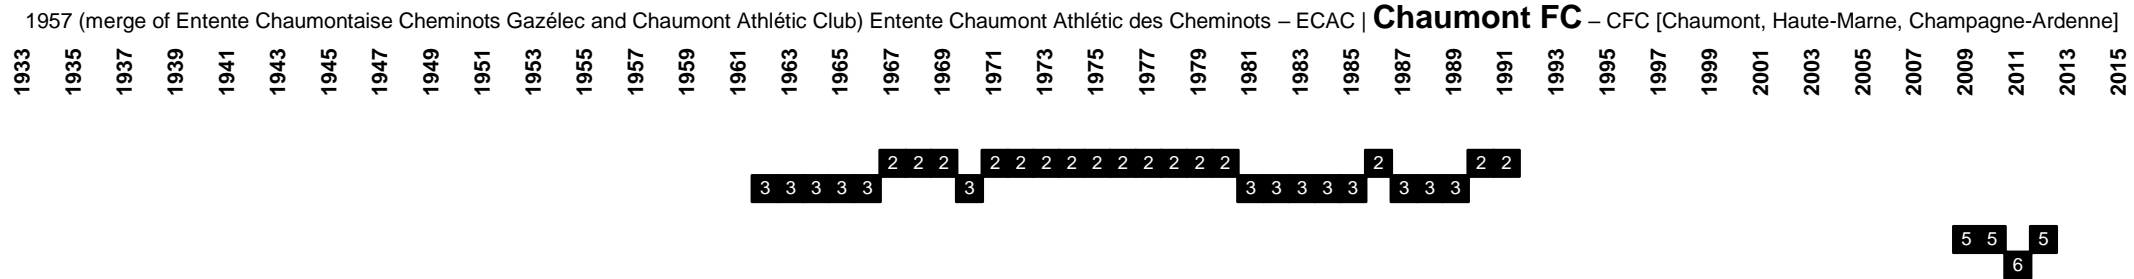 1957 (merge of Entente Chaumontaise Cheminots Gazélec and Chaumont Athlétic Club) Entente Chaumont Athlétic des Cheminots – ECAC | Chaumont FC – CFC [Chaumont, Haute-Marne, Champagne-Ardenne]
1933 1935 1937 1939 1941 1943 1945 1947 1949 1951 1953 1955 1957 1959 1961 1963 1965 1967 1969 1971 1973 1975 1977 1979 1981 1983 1985 1987 1989 1991 1993 1995 1997 1999 2001 2003 2005 2007 2009 2011 2013 2015
2 2 2 2 2 2 2 2 2 2 2 2 2 2 2 2
3 3 3 3 3 3 3 3 3 3 3 3 3 3
5 5 5
6